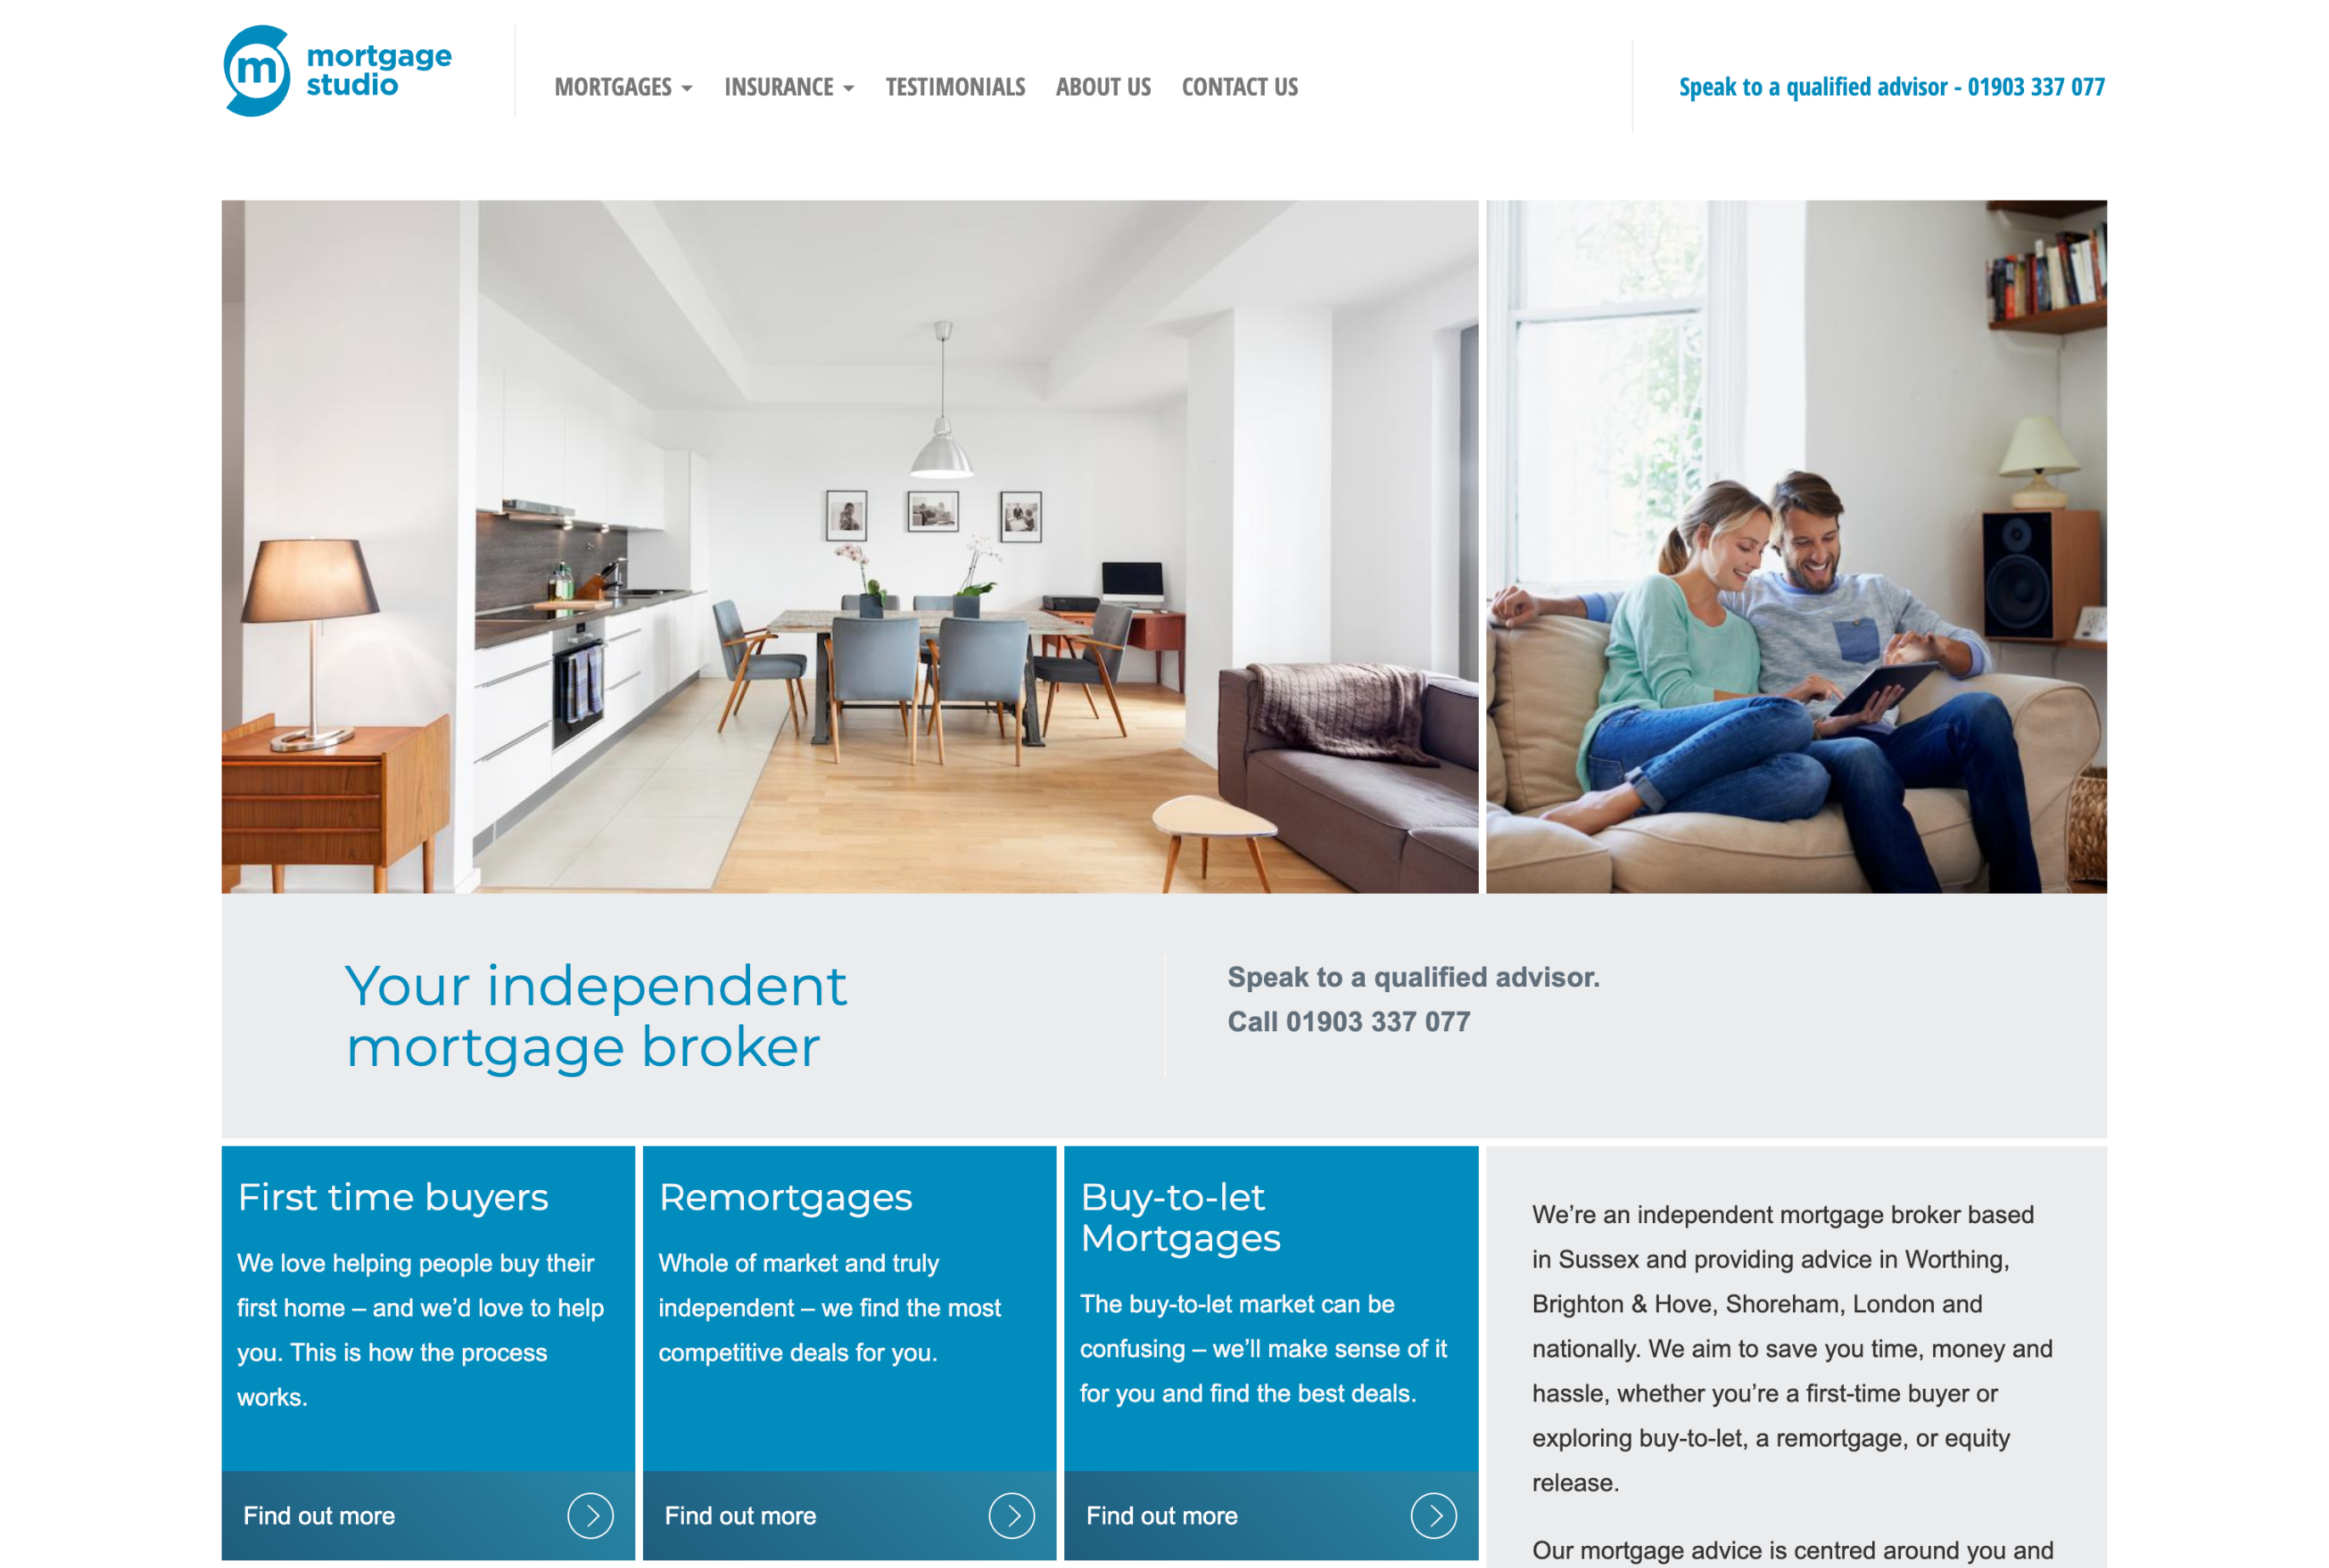 m mortgage
studio
MORTGAGES
INSURANCE
TESTIMONIALS
ABOUT US
CONTACT US
Speak to a qualified advisor - 01903 337 077
Your independent
mortgage broker
Speak to a qualified advisor.
Call 01903 337 077
First time buyers
We love helping people buy their
first home – and we’d love to help
you. This is how the process
works.
Find out more
Remortgages
Whole of market and truly
independent – we find the most
competitive deals for you.
Find out more
Buy-to-let
Mortgages
The buy-to-let market can be
confusing – we’ll make sense of it
for you and find the best deals.
Find out more
We’re an independent mortgage broker based
in Sussex and providing advice in Worthing,
Brighton & Hove, Shoreham, London and
nationally. We aim to save you time, money and
hassle, whether you’re a first-time buyer or
exploring buy-to-let, a remortgage, or equity
release.
Our mortgage advice is centred around you and